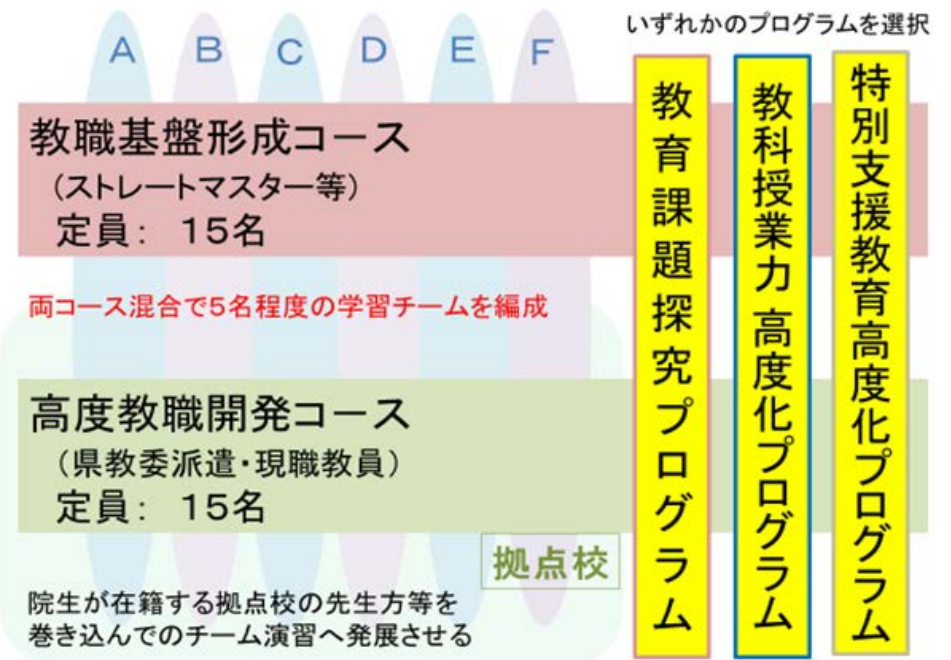 A B C D E F
いずれかのプログラムを選択
教職基盤形成コース
（ストレートマスター等）
定員： 15名
両コース混合で5名程度の学習チームを編成
高度教職開発コース
（県教委派遣・現職教員）
定員： 15名
拠点校
院生が在籍する拠点校の先生方等を
巻き込んでのチーム演習へ発展させる
教育課題探究プログラム
教科授業力 高度化プログラム
特別支援教育高度化プログラム